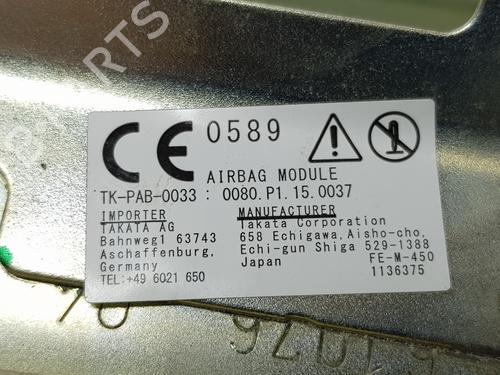 PARTS
CE 0589
AIRBAG MODULE
TK-PAB-0033 : 0080.P1.15.0037
IMPORTER
TAKATA AG
Bahnweg1 63743
Aschaffenburg,
Germany
TEL:+49 6021 650
MANUFACTURER
Takata Corporation
658 Echigawa,Aisho-cho,
Echi-gun Shiga 529-1388
Japan
FE-M-450
1136375